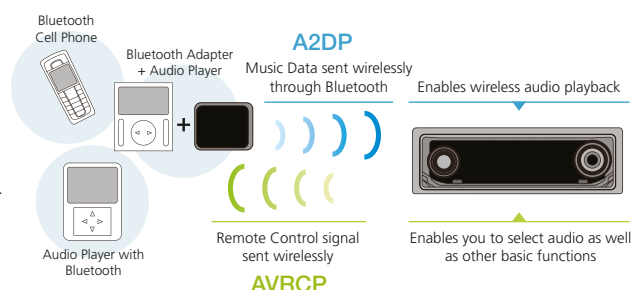 Bluetooth
Cell Phone
Bluetooth Adapter
+ Audio Player
+
Audio Player with
Bluetooth
A2DP
Music Data sent wirelessly
through Bluetooth
Remote Control signal
sent wirelessly
AVRCP
Enables wireless audio playback
Enables you to select audio as well
as other basic functions